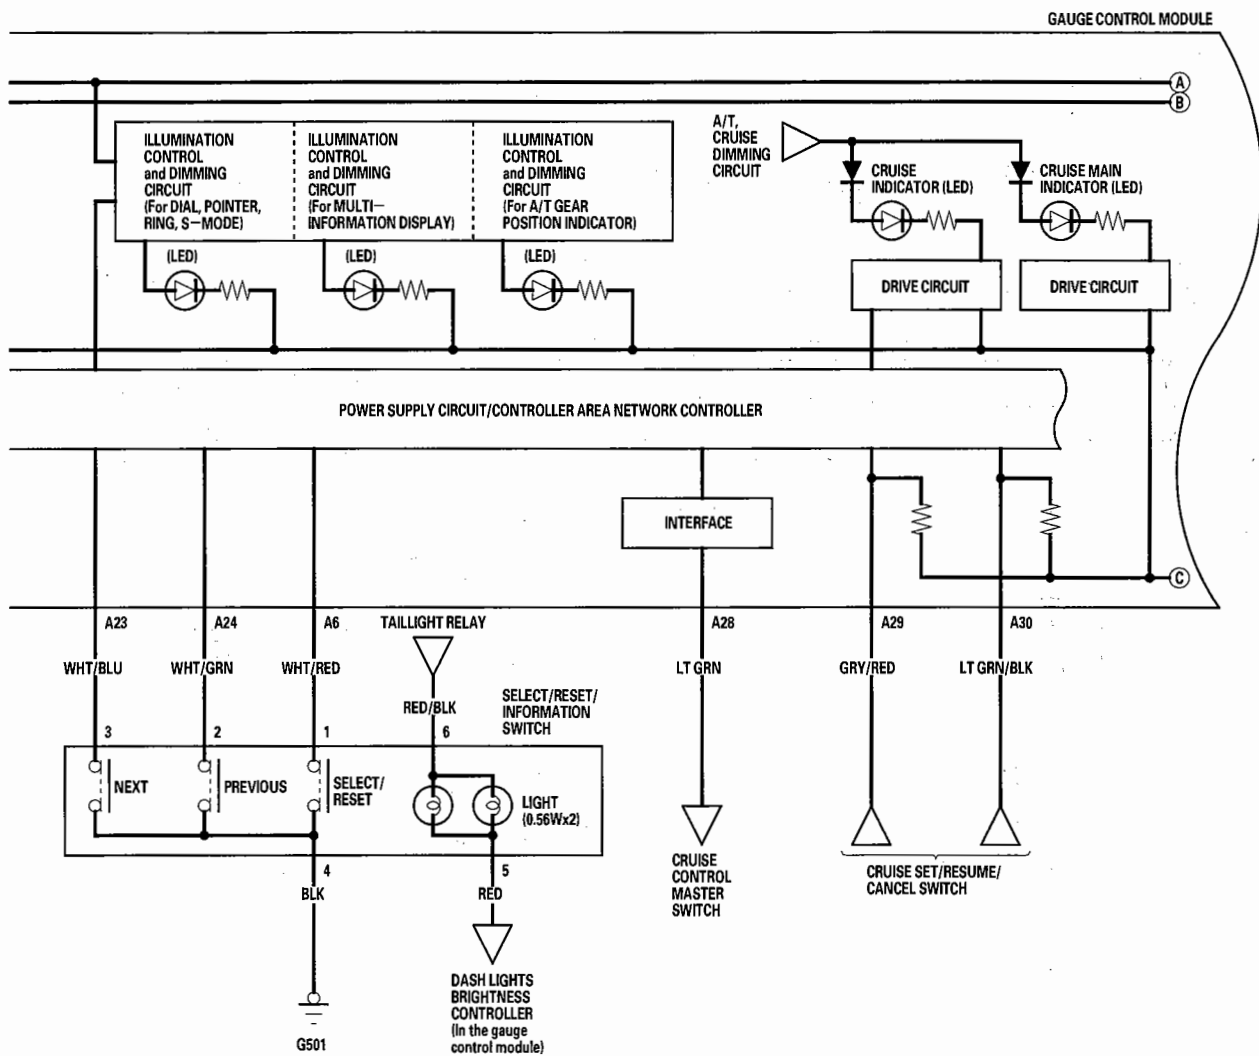 GAUGE CONTROL MODULE
A
B
ILLUMINATION
CONTROL
and DIMMING
CIRCUIT
(For DIAL, POINTER,
RING, S-MODE)
ILLUMINATION
CONTROL
and DIMMING
CIRCUIT
(For MULTI-
INFORMATION DISPLAY)
ILLUMINATION
CONTROL
and DIMMING
CIRCUIT
(For A/T GEAR
POSITION INDICATOR)
A/T,
CRUISE
DIMMING
CIRCUIT
CRUISE
INDICATOR (LED)
CRUISE MAIN
INDICATOR (LED)
(LED)
(LED)
(LED)
DRIVE CIRCUIT
DRIVE CIRCUIT
POWER SUPPLY CIRCUIT/CONTROLLER AREA NETWORK CONTROLLER
INTERFACE
C
A23
A24
A6
TAILLIGHT RELAY
A28
A29
A30
WHT/BLU
WHT/GRN
WHT/RED
LT GRN
GRY/RED
LT GRN/BLK
RED/BLK
SELECT/RESET/
INFORMATION
SWITCH
3
2
1
6
NEXT
PREVIOUS
SELECT/
RESET
LIGHT
(0.56Wx2)
4
5
BLK
RED
CRUISE
CONTROL
MASTER
SWITCH
CRUISE SET/RESUME/
CANCEL SWITCH
G501
DASH LIGHTS
BRIGHTNESS
CONTROLLER
(In the gauge
control module)